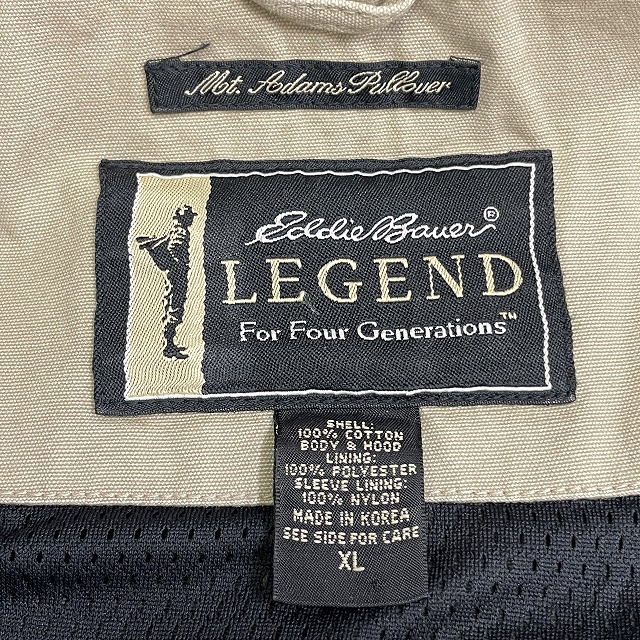 Mt. Adams Pullover
Eddie Bauer®
LEGEND
For Four Generations™
SHELL:
100% COTTON
BODY & HOOD
LINING:
100% POLYESTER
SLEEVE LINING:
100% NYLON
MADE IN KOREA
SEE SIDE FOR CARE
XL